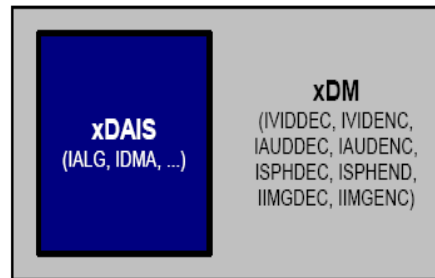 xDAIS
(IALG, IDMA, ...)
xDM
(IVIDDEC, IVIDENC,
IAUDDEC, IAUDENC,
ISPHDEC, ISPHEND,
IIMGDEC, IIMGENC)